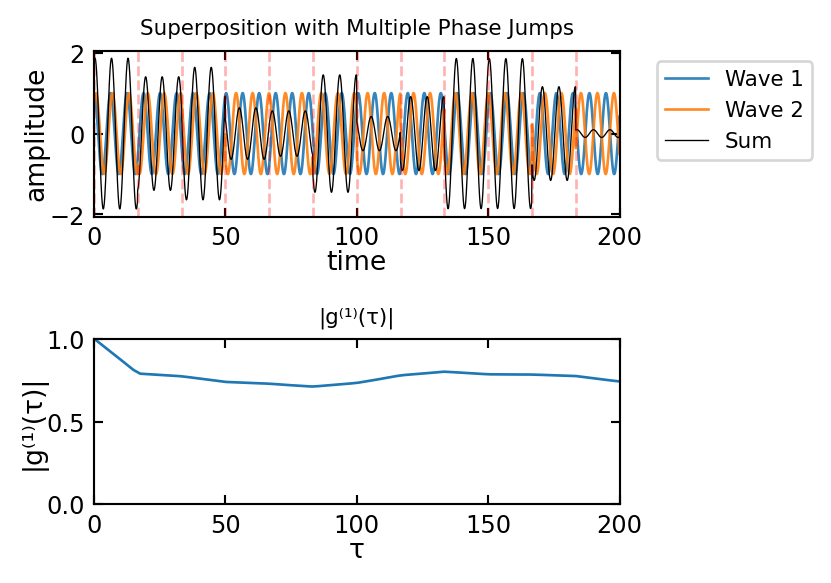 Superposition with Multiple Phase Jumps
2
0
−2
amplitude
0 50 100 150 200
time
Wave 1
Wave 2
Sum
|g⁽¹⁾(τ)|
1.0
0.5
0.0
|g⁽¹⁾(τ)|
0 50 100 150 200
τ